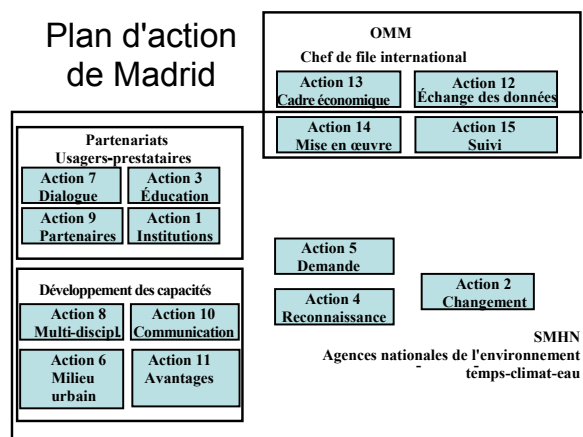 Plan d'action
de Madrid
OMM
Chef de file international
Action 13
Cadre économique
Action 12
Échange des données
Action 14
Mise en œuvre
Action 15
Suivi
Partenariats
Usagers-prestataires
Action 7
Dialogue
Action 3
Éducation
Action 9
Partenaires
Action 1
Institutions
Action 5
Demande
Action 4
Reconnaissance
Action 2
Changement
Développement des capacités
Action 8
Multi-discipl.
Action 10
Communication
Action 6
Milieu
urbain
Action 11
Avantages
SMHN
Agences nationales de l'environnement
temps-climat-eau